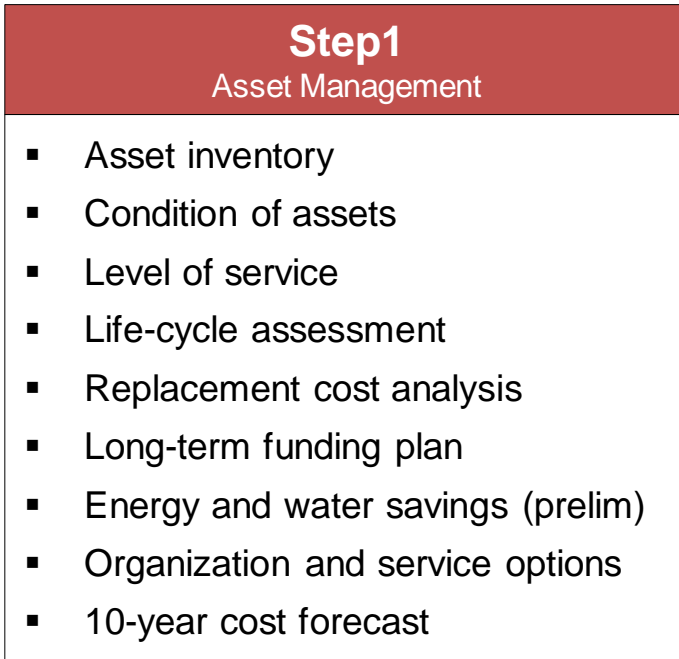 Step1
Asset Management
▪ Asset inventory
▪ Condition of assets
▪ Level of service
▪ Life-cycle assessment
▪ Replacement cost analysis
▪ Long-term funding plan
▪ Energy and water savings (prelim)
▪ Organization and service options
▪ 10-year cost forecast